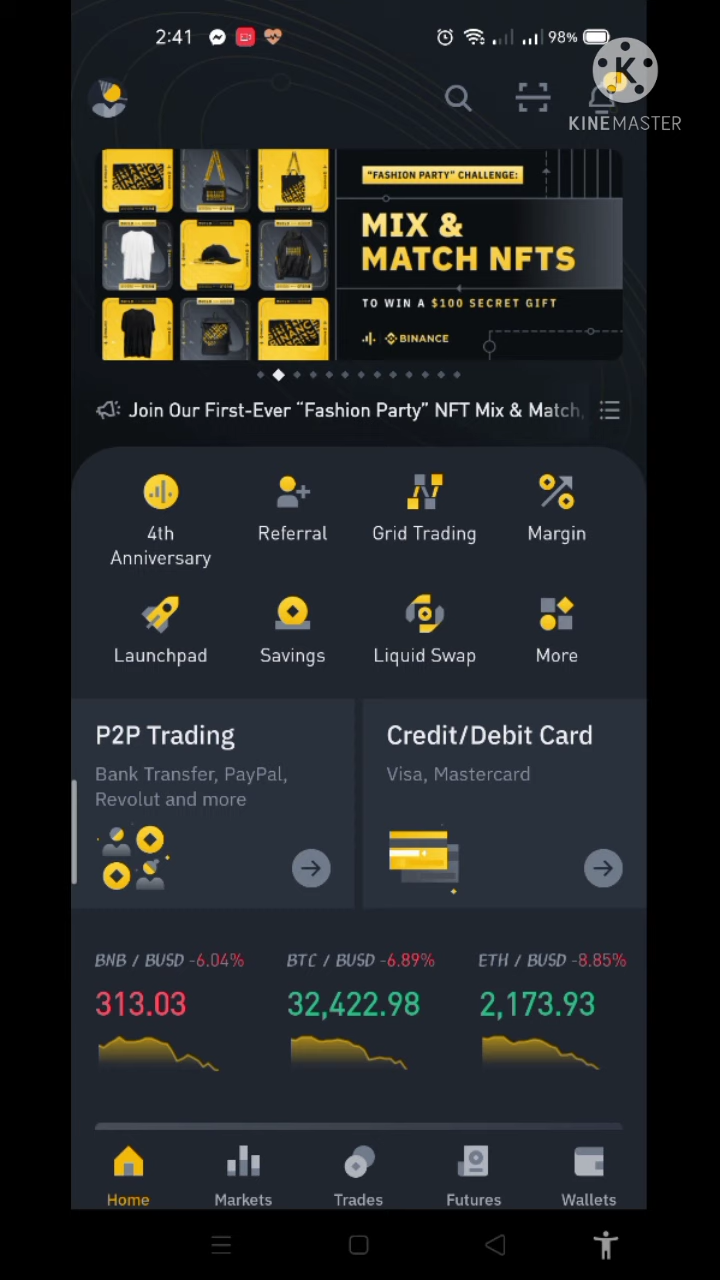 2:41
98%
K
KINEMASTER
"FASHION PARTY" CHALLENGE:
MIX &
MATCH NFTS
TO WIN A $100 SECRET GIFT
BINANCE
Join Our First-Ever “Fashion Party” NFT Mix & Match,
4th Referral Grid Trading Margin
Anniversary
Launchpad Savings Liquid Swap More
P2P Trading Credit/Debit Card
Bank Transfer, PayPal, Visa, Mastercard
Revolut and more
BNB / BUSD -6.04% BTC / BUSD -6.89% ETH / BUSD -8.85%
313.03 32,422.98 2,173.93
Home Markets Trades Futures Wallets